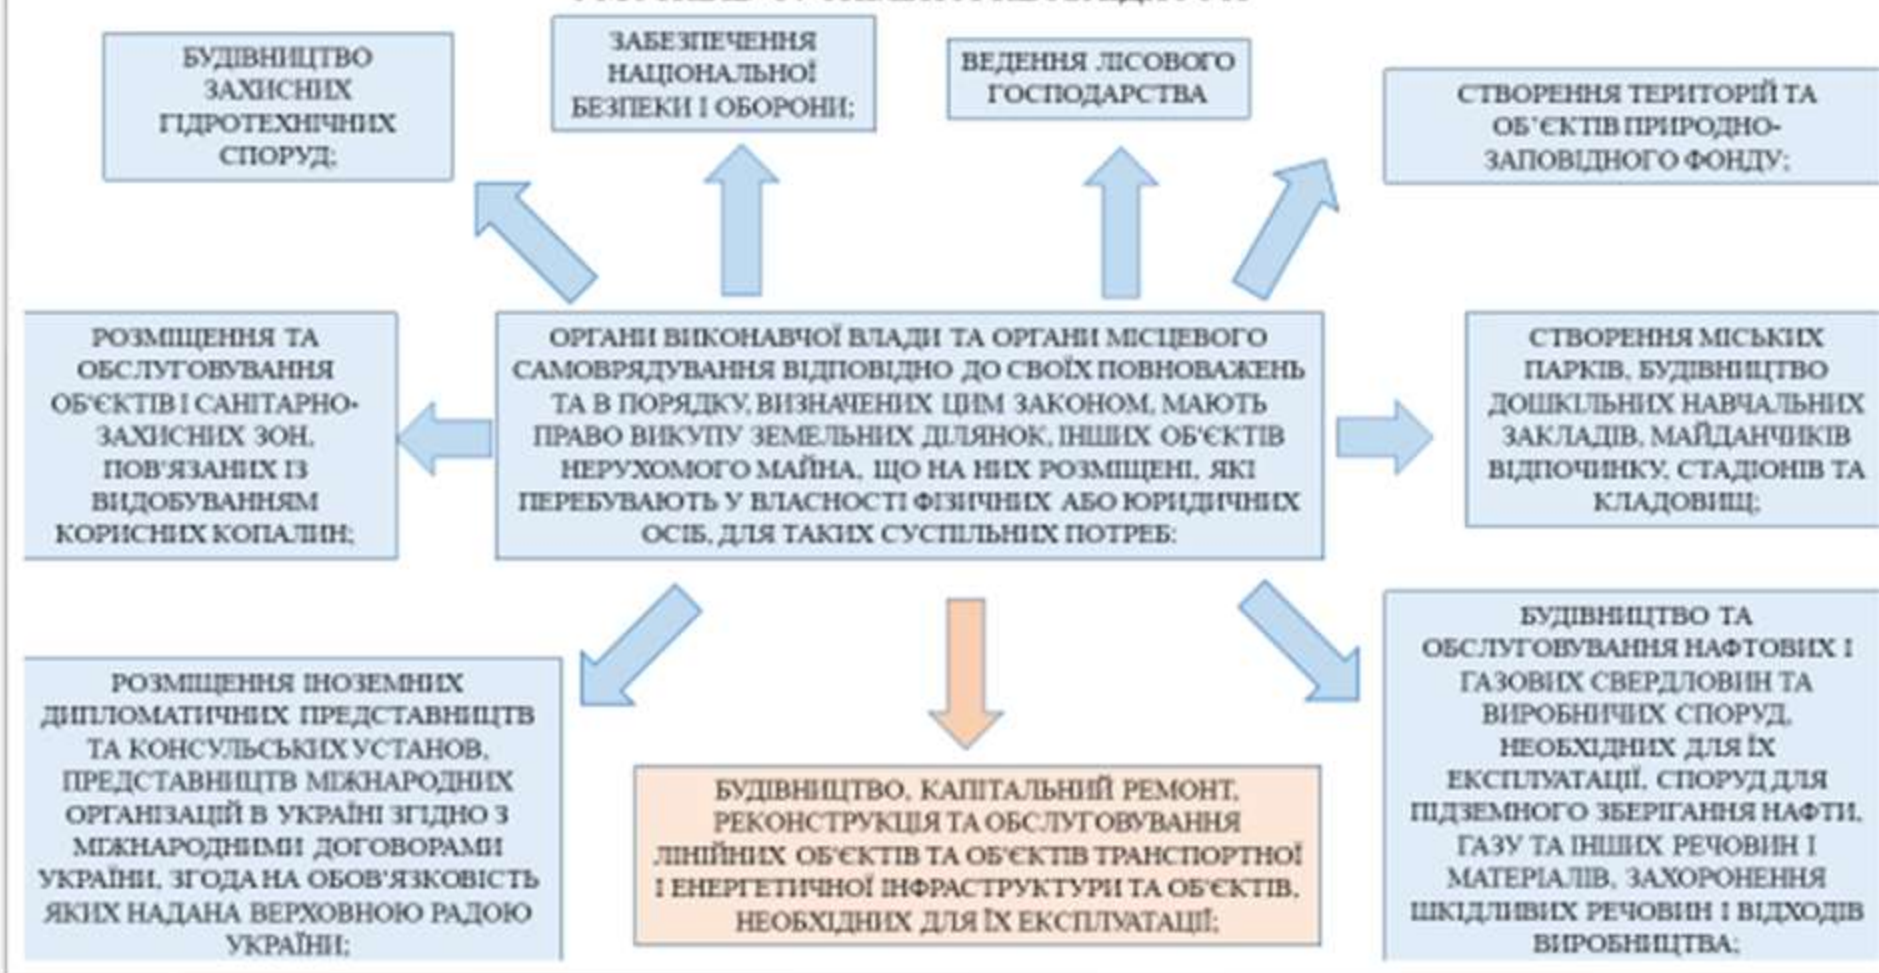 БУДІВНИЦТВО
ЗАХИСНИХ
ГІДРОТЕХНІЧНИХ
СПОРУД;
ЗАБЕЗПЕЧЕННЯ
НАЦІОНАЛЬНОЇ
БЕЗПЕКИ І ОБОРОНИ;
ВЕДЕННЯ ЛІСОВОГО
ГОСПОДАРСТВА
СТВОРЕННЯ ТЕРИТОРІЙ ТА
ОБ'ЄКТІВ ПРИРОДНО-
ЗАПОВІДНОГО ФОНДУ;
РОЗМІЩЕННЯ ТА
ОБСЛУГОВУВАННЯ
ОБ'ЄКТІВ І САНІТАРНО-
ЗАХИСНИХ ЗОН,
ПОВ'ЯЗАНИХ ІЗ
ВИДОБУВАННЯМ
КОРИСНИХ КОПАЛИН;
ОРГАНИ ВИКОНАВЧОЇ ВЛАДИ ТА ОРГАНИ МІСЦЕВОГО
САМОВРЯДУВАННЯ ВІДПОВІДНО ДО СВОЇХ ПОВНОВАЖЕНЬ
ТА В ПОРЯДКУ, ВИЗНАЧЕНИХ ЦИМ ЗАКОНОМ, МАЮТЬ
ПРАВО ВИКУПУ ЗЕМЕЛЬНИХ ДІЛЯНОК, ІНШИХ ОБ'ЄКТІВ
НЕРУХОМОГО МАЙНА, ЩО НА НИХ РОЗМІЩЕНІ, ЯКІ
ПЕРЕБУВАЮТЬ У ВЛАСНОСТІ ФІЗИЧНИХ АБО ЮРИДИЧНИХ
ОСІБ, ДЛЯ ТАКИХ СУСПІЛЬНИХ ПОТРЕБ:
СТВОРЕННЯ МІСЬКИХ
ПАРКІВ, БУДІВНИЦТВО
ДОШКІЛЬНИХ НАВЧАЛЬНИХ
ЗАКЛАДІВ, МАЙДАНЧИКІВ
ВІДПОЧИНКУ, СТАДІОНІВ ТА
КЛАДОВИЩ;
РОЗМІЩЕННЯ ІНОЗЕМНИХ
ДИПЛОМАТИЧНИХ ПРЕДСТАВНИЦТВ
ТА КОНСУЛЬСЬКИХ УСТАНОВ,
ПРЕДСТАВНИЦТВ МІЖНАРОДНИХ
ОРГАНІЗАЦІЙ В УКРАЇНІ ЗГІДНО З
МІЖНАРОДНИМИ ДОГОВОРАМИ
УКРАЇНИ, ЗГОДА НА ОБОВ'ЯЗКОВІСТЬ
ЯКИХ НАДАНА ВЕРХОВНОЮ РАДОЮ
УКРАЇНИ;
БУДІВНИЦТВО, КАПІТАЛЬНИЙ РЕМОНТ,
РЕКОНСТРУКЦІЯ ТА ОБСЛУГОВУВАННЯ
ЛІНІЙНИХ ОБ'ЄКТІВ ТА ОБ'ЄКТІВ ТРАНСПОРТНОЇ
І ЕНЕРГЕТИЧНОЇ ІНФРАСТРУКТУРИ ТА ОБ'ЄКТІВ,
НЕОБХІДНИХ ДЛЯ ЇХ ЕКСПЛУАТАЦІЇ;
БУДІВНИЦТВО ТА
ОБСЛУГОВУВАННЯ НАФТОВИХ І
ГАЗОВИХ СВЕРДЛОВИН ТА
ВИРОБНИЧИХ СПОРУД,
НЕОБХІДНИХ ДЛЯ ЇХ
ЕКСПЛУАТАЦІЇ, СПОРУД ДЛЯ
ПІДЗЕМНОГО ЗБЕРІГАННЯ НАФТИ,
ГАЗУ ТА ІНШИХ РЕЧОВИН І
МАТЕРІАЛІВ, ЗАХОРОНЕННЯ
ШКІДЛИВИХ РЕЧОВИН І ВІДХОДІВ
ВИРОБНИЦТВА;